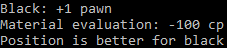 Black: +1 pawn
Material evaluation: -100 cp
Position is better for black